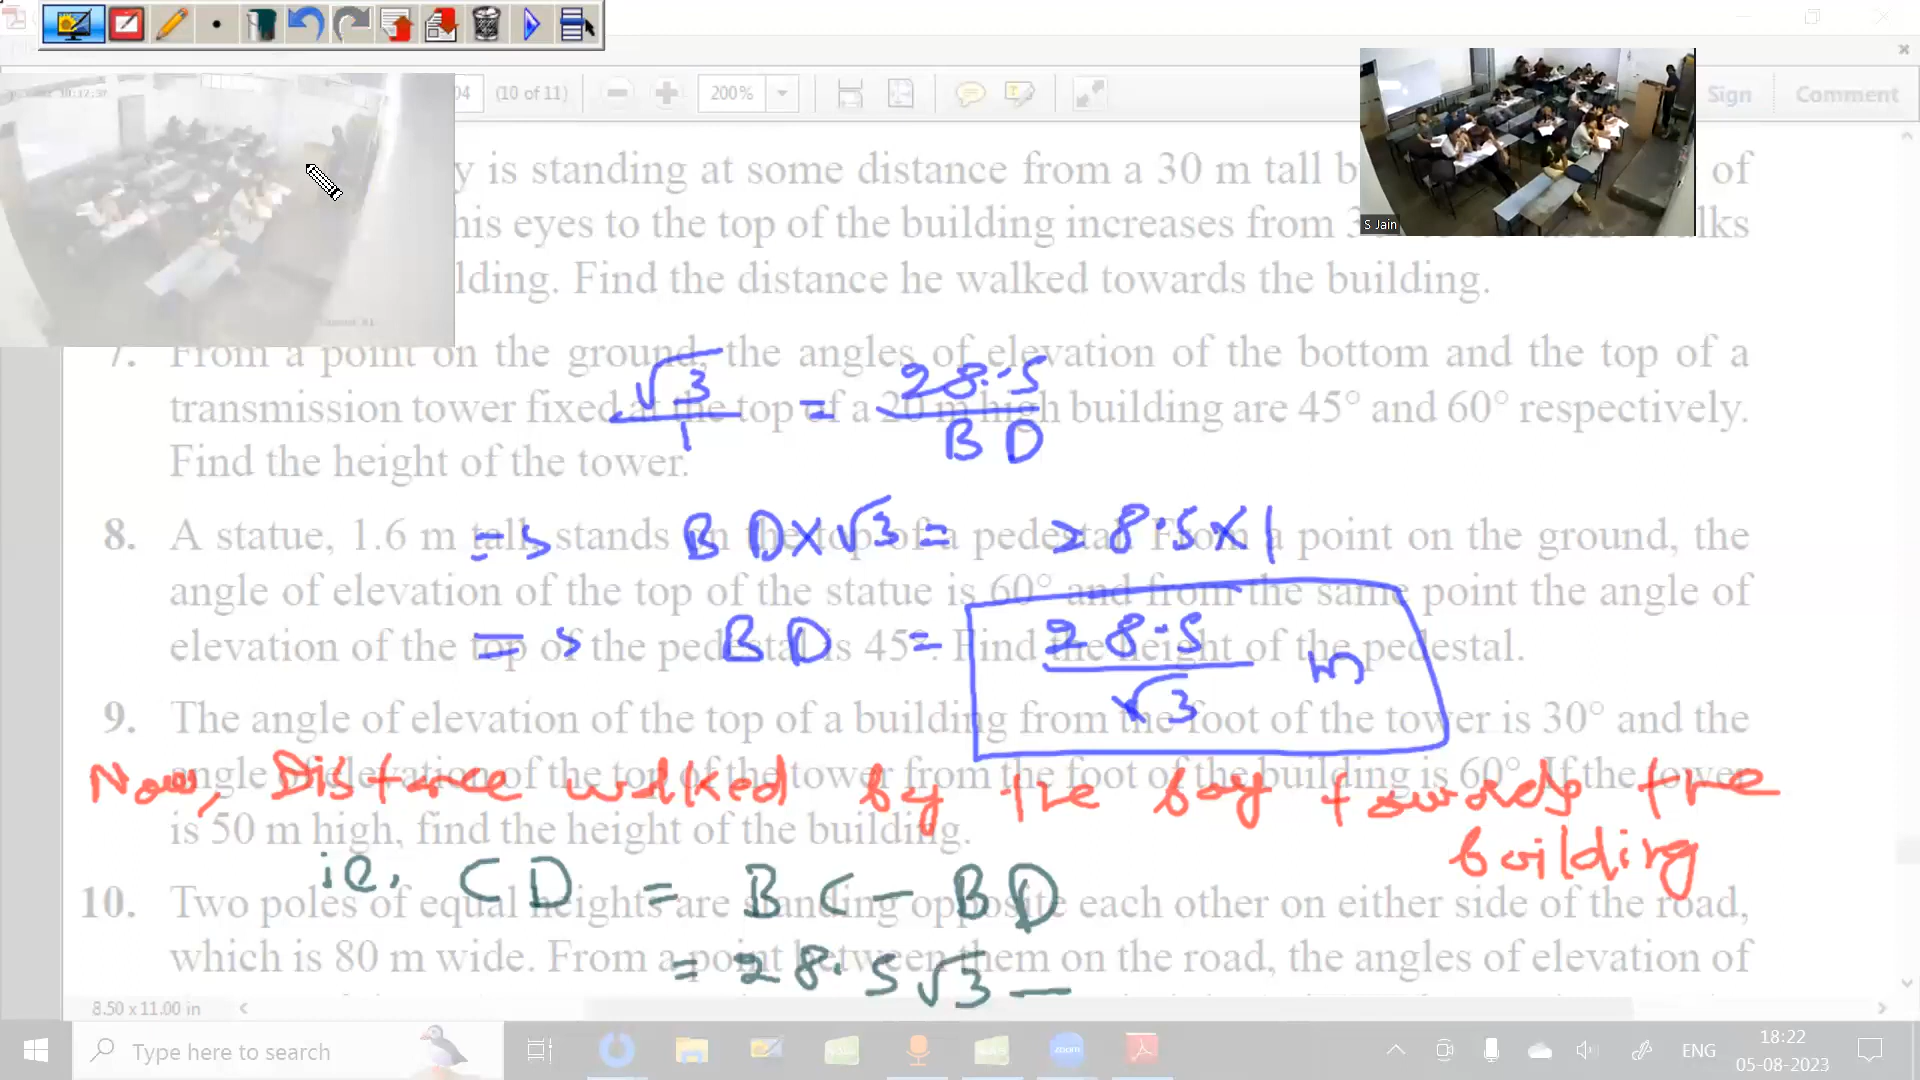 04 (10 of 11) 200% Sign Comment
S Jain
y is standing at some distance from a 30 m tall b of
his eyes to the top of the building increases from 3 lks
lding. Find the distance he walked towards the building.
7. From a point on the ground, the angles of elevation of the bottom and the top of a
transmission tower fixed at the top of a 20 m high building are 45° and 60° respectively.
Find the height of the tower.
√3/1 = 28.5/BD
8. A statue, 1.6 m tall, stands on the top of a pedestal. From a point on the ground, the
angle of elevation of the top of the statue is 60° and from the same point the angle of
elevation of the top of the pedestal is 45°. Find the height of the pedestal.
=> BD×√3 = 28.5×1
=> BD = 28.5/√3 m
9. The angle of elevation of the top of a building from the foot of the tower is 30° and the
angle of elevation of the top of the tower from the foot of the building is 60°. If the tower
is 50 m high, find the height of the building.
Now, Distance walked by the boy towards the
building
ie. CD = BC - BD
= 28.5√3 -
10. Two poles of equal heights are standing opposite each other on either side of the road,
which is 80 m wide. From a point between them on the road, the angles of elevation of
8.50 x 11.00 in
Type here to search
zoom
ENG
18:22
05-08-2023